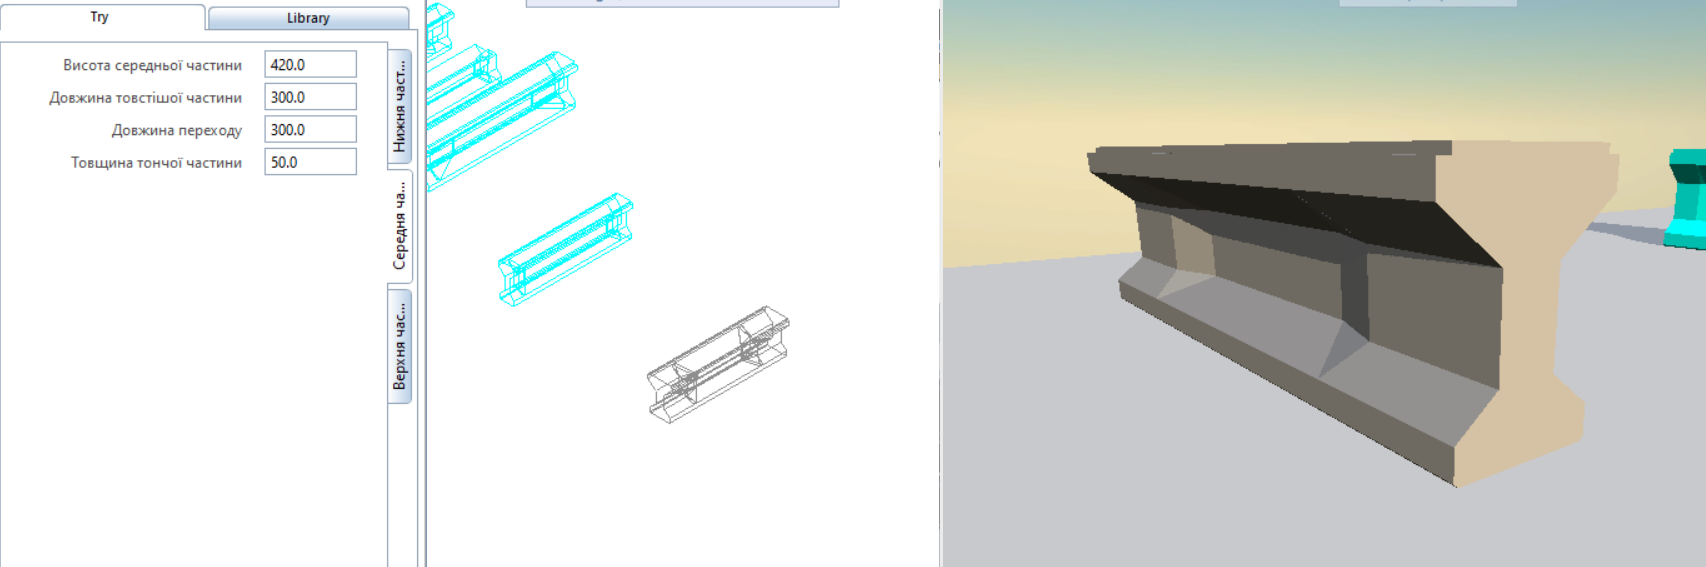 Try
Library
Висота середньої частини 420.0
Довжина товстішої частини 300.0
Довжина переходу 300.0
Товщина тончої частини 50.0
Нижня част...
Середня ча...
Верхня час...